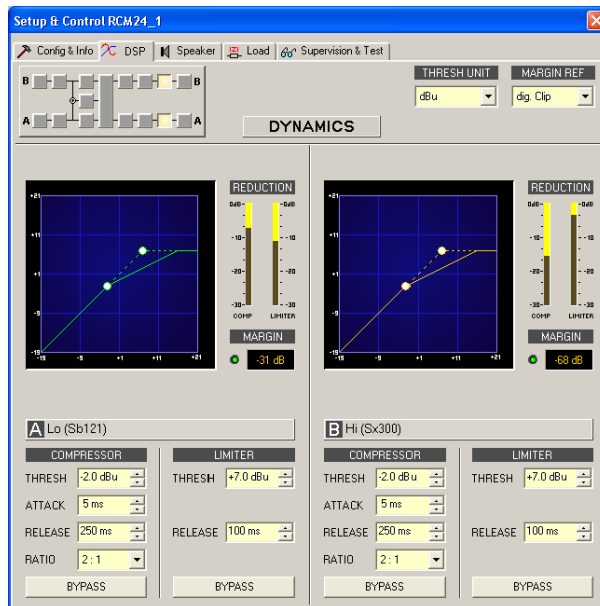 Setup & Control RCM24_1
Config & Info DSP Speaker IZI Load Supervision & Test
B B
A A
THRESH UNIT MARGIN REF
dBu dig. Clip
DYNAMICS
+21
+11
+1
-9
-19
-19 -9 +1 +11 +21
REDUCTION
0dB -0dB
-10
-20
-30 -30
COMP LIMITER
MARGIN
-31 dB
+21
+11
+1
-9
-19
-19 -9 +1 +11 +21
REDUCTION
0dB -0dB
-10
-20
-30 -30
COMP LIMITER
MARGIN
-68 dB
A Lo (Sb121)
COMPRESSOR LIMITER
THRESH -2.0 dBu THRESH +7.0 dBu
ATTACK 5 ms
RELEASE 250 ms RELEASE 100 ms
RATIO 2 : 1
BYPASS BYPASS
B Hi (Sx300)
COMPRESSOR LIMITER
THRESH -2.0 dBu THRESH +7.0 dBu
ATTACK 5 ms
RELEASE 250 ms RELEASE 100 ms
RATIO 2 : 1
BYPASS BYPASS